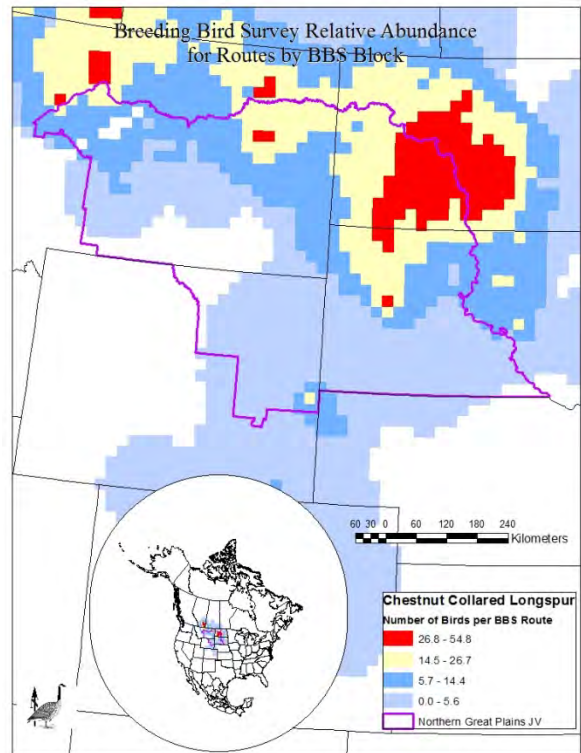 Breeding Bird Survey Relative Abundance
for Routes by BBS Block
60 30 0 60 120 180 240
Kilometers
Chestnut Collared Longspur
Number of Birds per BBS Route
26.8 - 54.8
14.5 - 26.7
5.7 - 14.4
0.0 - 5.6
Northern Great Plains JV